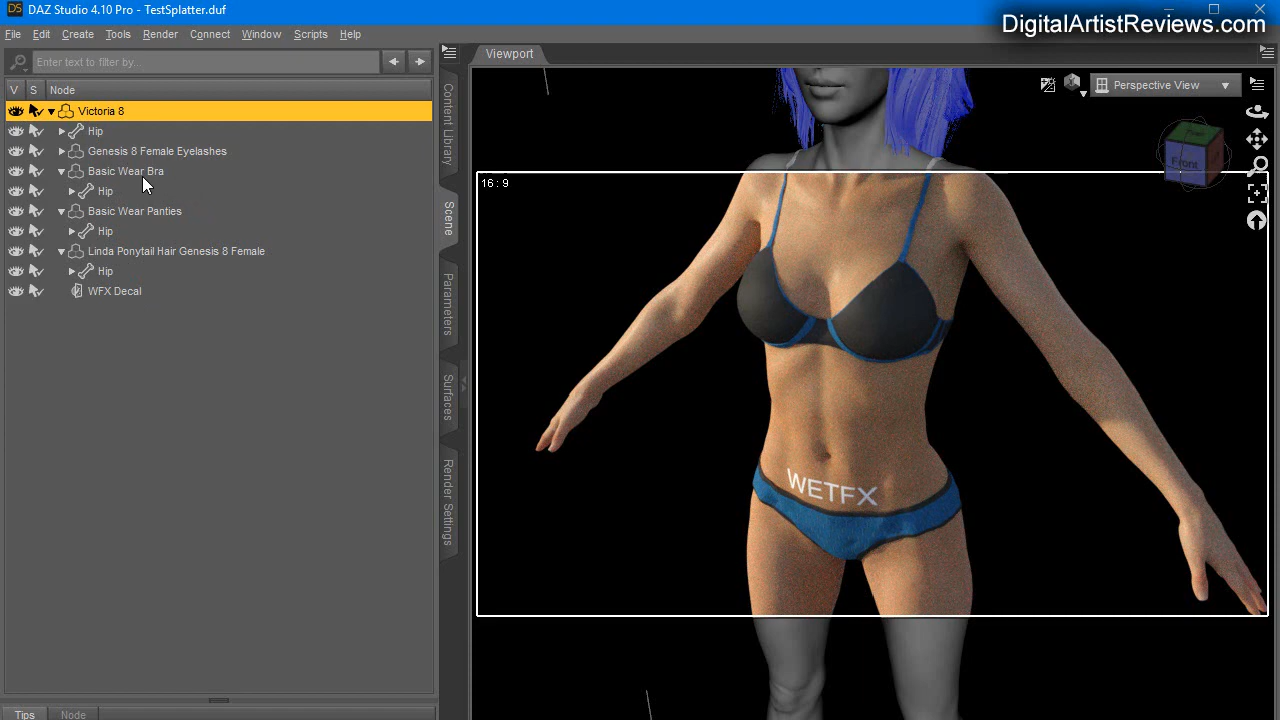 DS DAZ Studio 4.10 Pro - TestSplatter.duf
DigitalArtistReviews.com
File Edit Create Tools Render Connect Window Scripts Help
Enter text to filter by...
Viewport
V S Node
Perspective View
Victoria 8
Hip
Genesis 8 Female Eyelashes
Basic Wear Bra
Hip
Basic Wear Panties
Hip
Linda Ponytail Hair Genesis 8 Female
Hip
WFX Decal
Content Library
Scene
Parameters
Surfaces
Render Settings
16 : 9
Front
WETFX
Tips Node